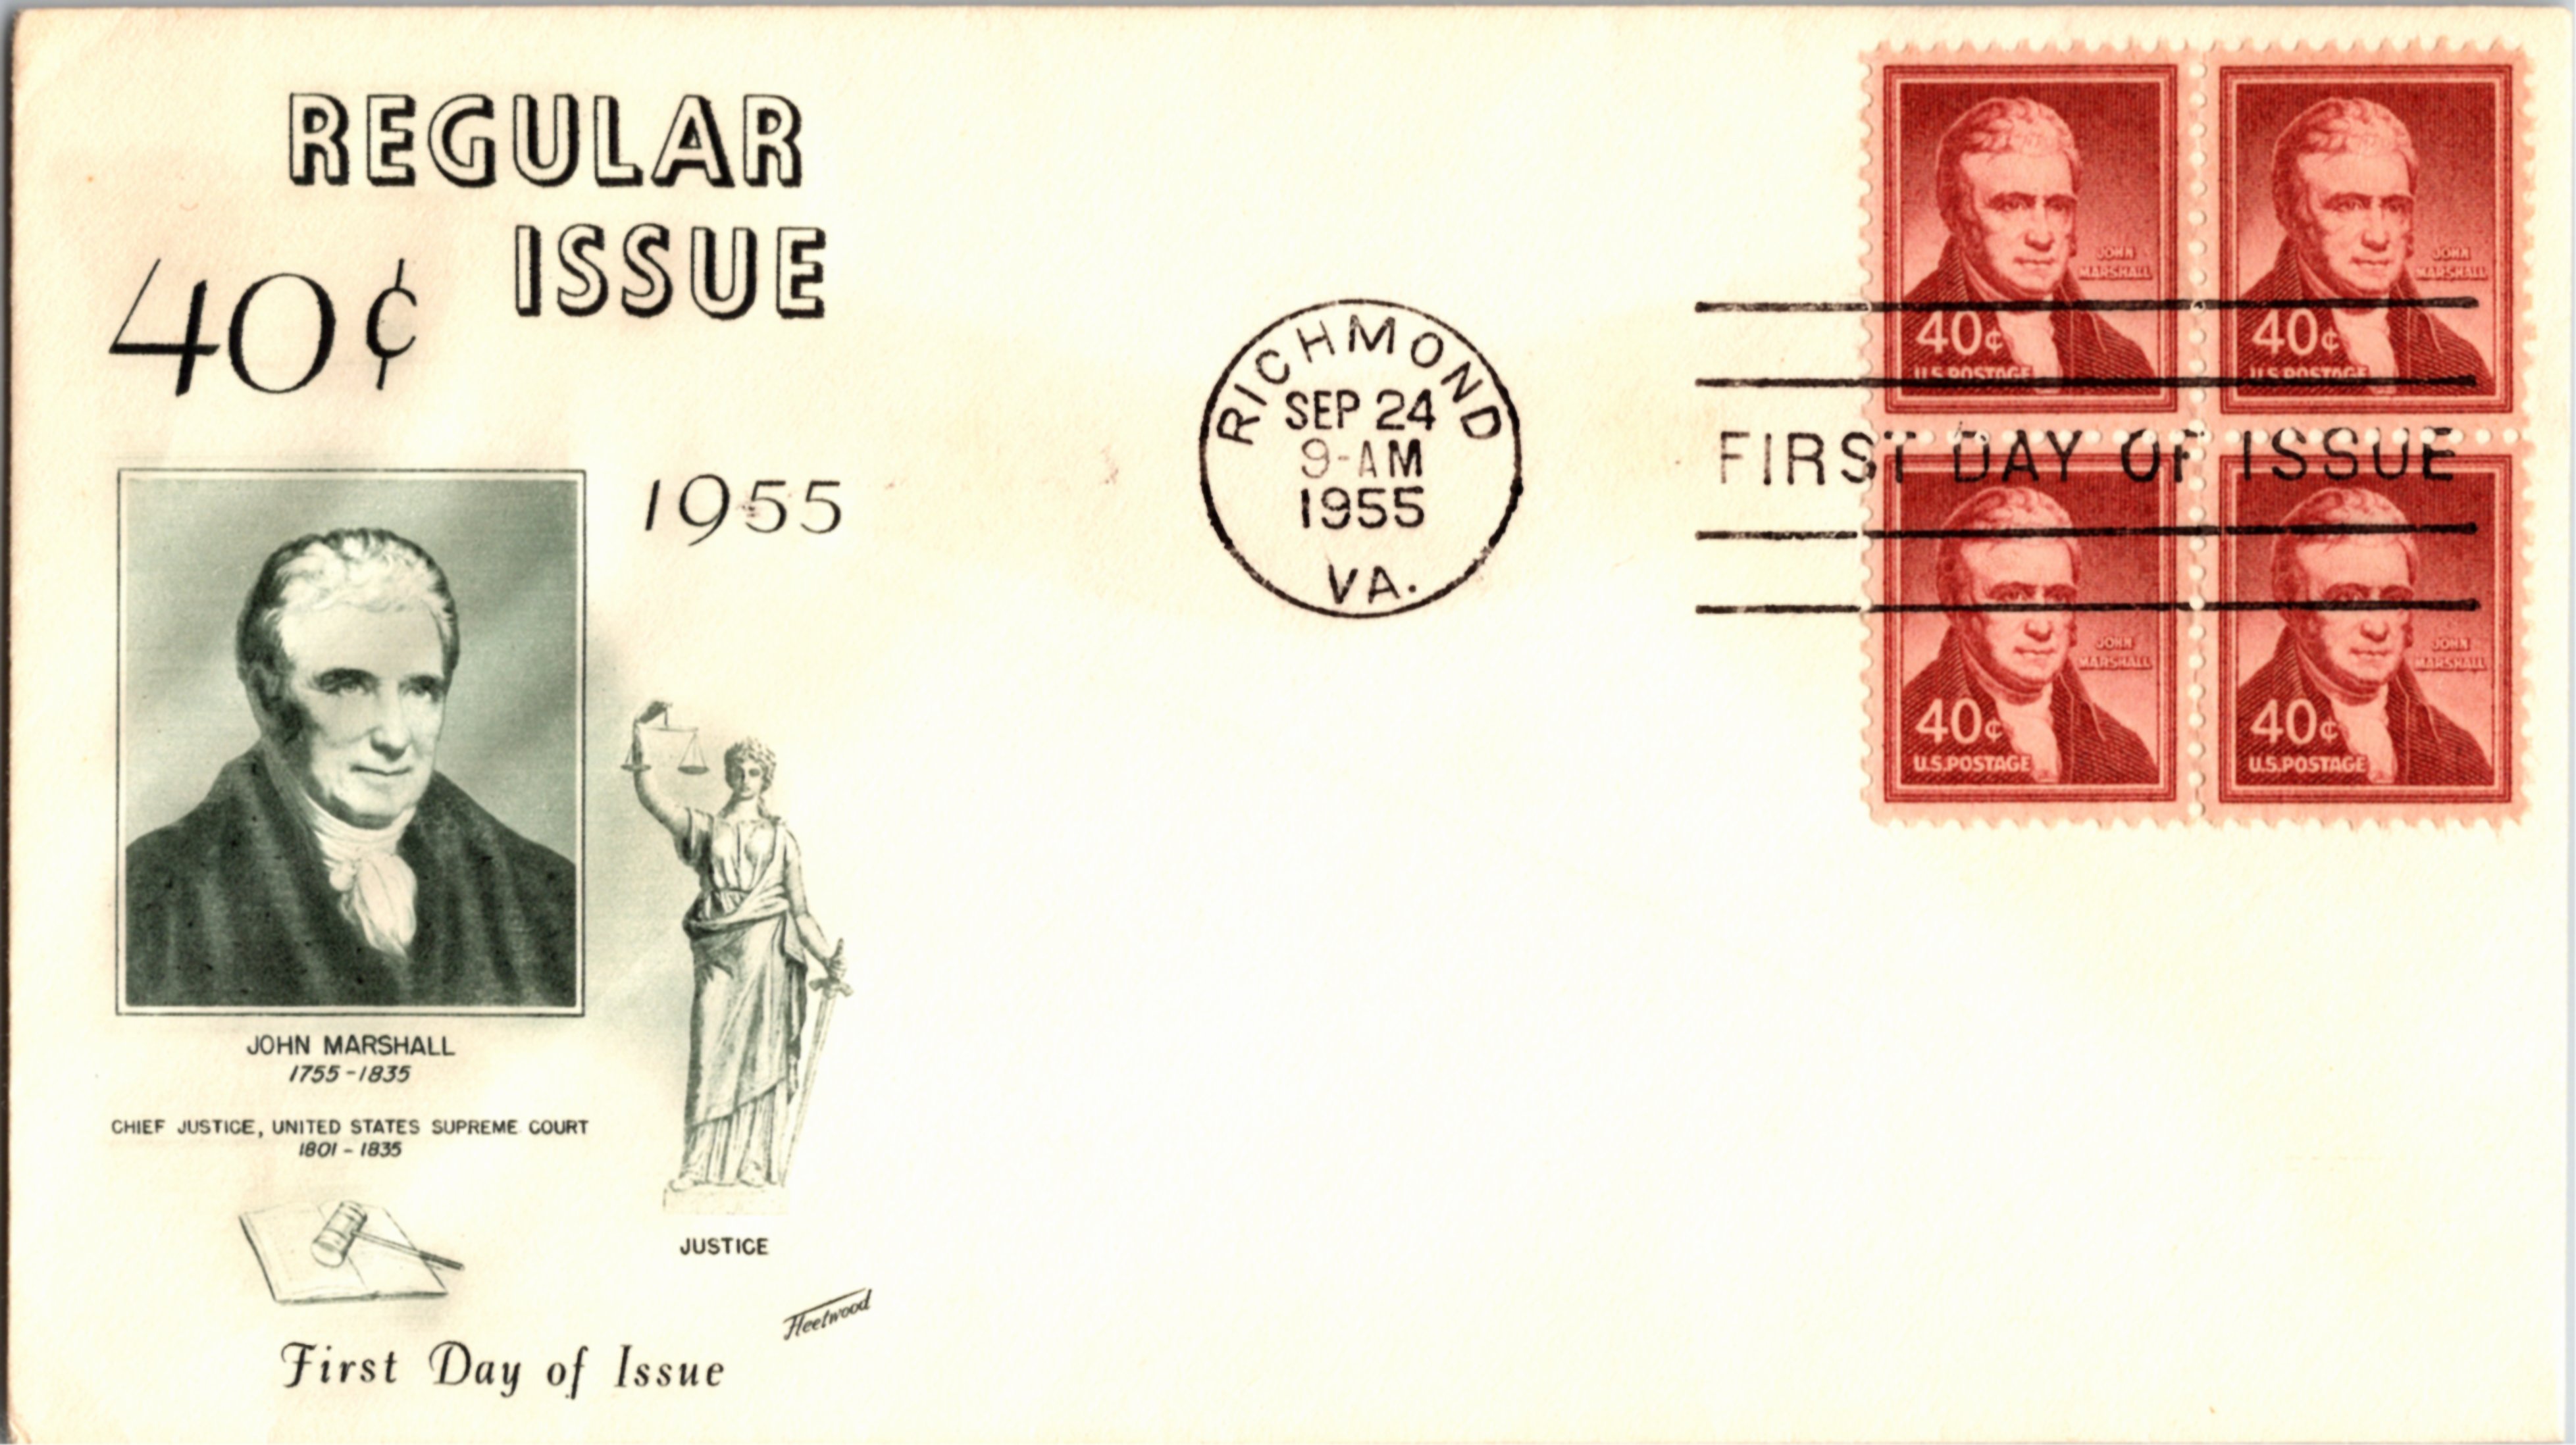 REGULAR
ISSUE
40¢
1955
JOHN MARSHALL
1755-1835
CHIEF JUSTICE, UNITED STATES SUPREME COURT
1801-1835
JUSTICE
Fleetwood
First Day of Issue
RICHMOND
SEP 24
9-AM
1955
VA.
FIRST DAY OF ISSUE
JOHN
MARSHALL
40¢
U.S.POSTAGE
JOHN
MARSHALL
40¢
U.S.POSTAGE
JOHN
MARSHALL
40¢
U.S.POSTAGE
JOHN
MARSHALL
40¢
U.S.POSTAGE